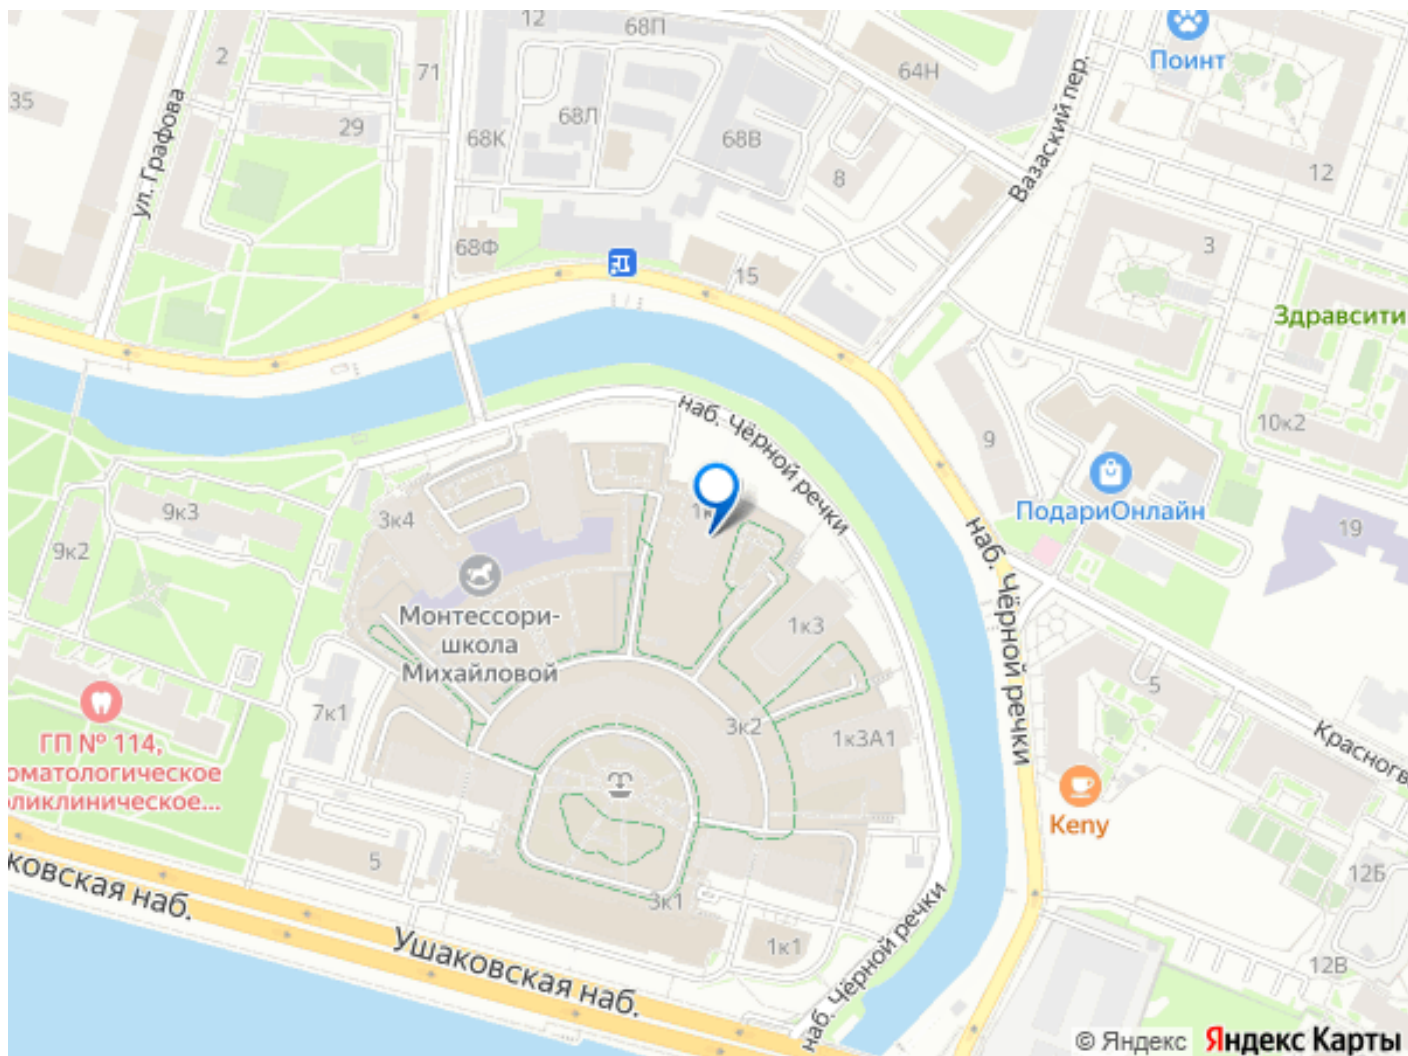 12
68П
Поинт
2
71
64Н
35
ул. Графова
29
68К
68Л
68В
Вазаский пер.
8
12
68Ф
15
3
Здравсити
наб. Чёрной речки
10к2
9
9к3
3к4
ПодариОнлайн
19
9к2
наб. Чёрной речки
Монтессори-
школа
Михайловой
1к3
5
7к1
3к2
1к3А1
Красногв
ГП № 114,
оматологическое
оликлиническое...
Keny
5
12Б
ковская наб.
3к1
Ушаковская наб.
1к1
наб. Чёрной речки
12В
© Яндекс Яндекс Карты